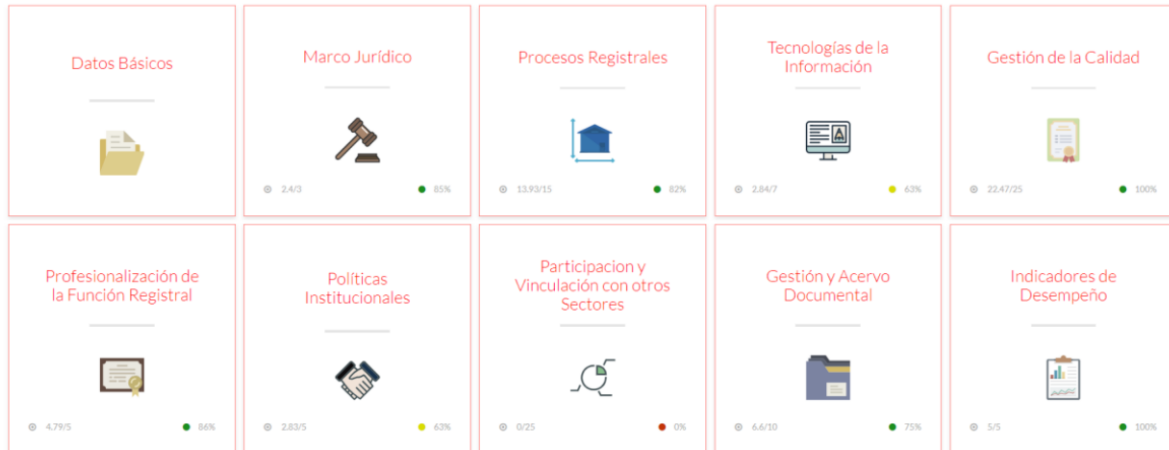 Datos Básicos
Marco Jurídico
2.4/3
85%
Procesos Registrales
13.93/15
82%
Tecnologías de la
Información
2.84/7
63%
Gestión de la Calidad
22.47/25
100%
Profesionalización de
la Función Registral
4.79/5
86%
Políticas
Institucionales
2.83/5
63%
Participacion y
Vinculación con otros
Sectores
0/25
0%
Gestión y Acervo
Documental
6.6/10
75%
Indicadores de
Desempeño
5/5
100%